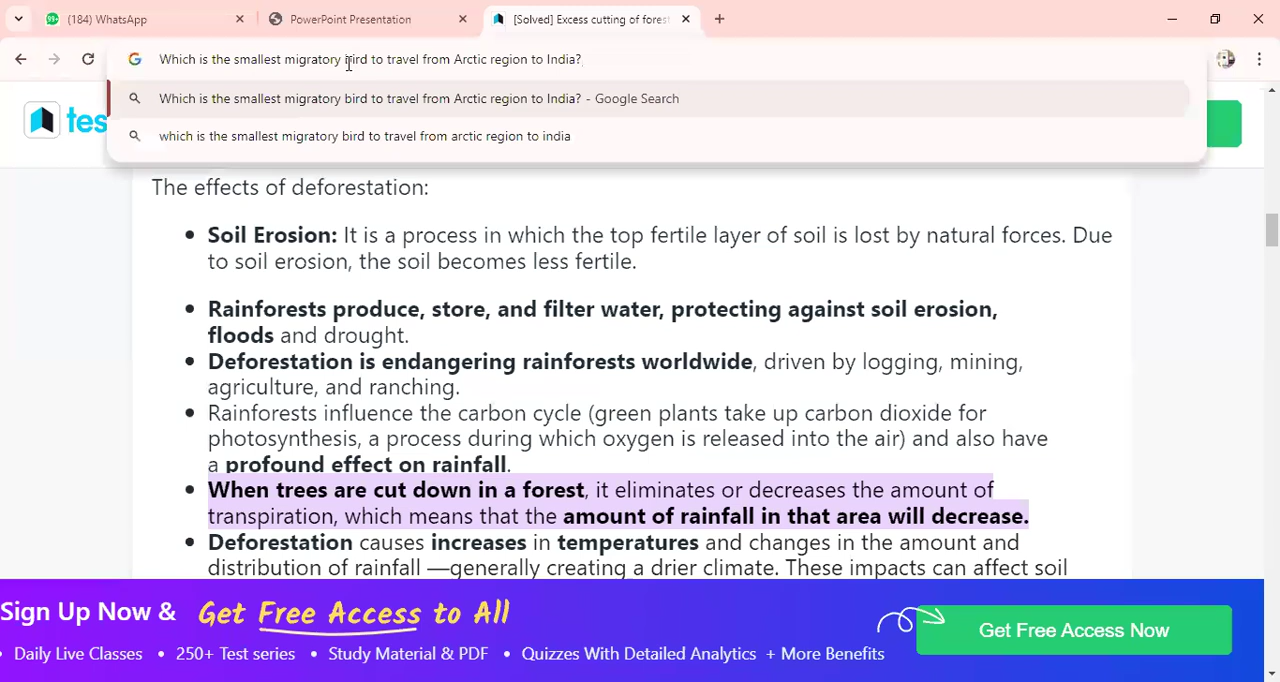 (184) WhatsApp
PowerPoint Presentation
[Solved] Excess cutting of forest
Which is the smallest migratory bird to travel from Arctic region to India?
Which is the smallest migratory bird to travel from Arctic region to India? - Google Search
which is the smallest migratory bird to travel from arctic region to india
tes
The effects of deforestation:
• Soil Erosion: It is a process in which the top fertile layer of soil is lost by natural forces. Due
to soil erosion, the soil becomes less fertile.
• Rainforests produce, store, and filter water, protecting against soil erosion,
floods and drought.
• Deforestation is endangering rainforests worldwide, driven by logging, mining,
agriculture, and ranching.
• Rainforests influence the carbon cycle (green plants take up carbon dioxide for
photosynthesis, a process during which oxygen is released into the air) and also have
a profound effect on rainfall.
• When trees are cut down in a forest, it eliminates or decreases the amount of
transpiration, which means that the amount of rainfall in that area will decrease.
• Deforestation causes increases in temperatures and changes in the amount and
distribution of rainfall —generally creating a drier climate. These impacts can affect soil
Sign Up Now & Get Free Access to All
Get Free Access Now
• Daily Live Classes • 250+ Test series • Study Material & PDF • Quizzes With Detailed Analytics + More Benefits